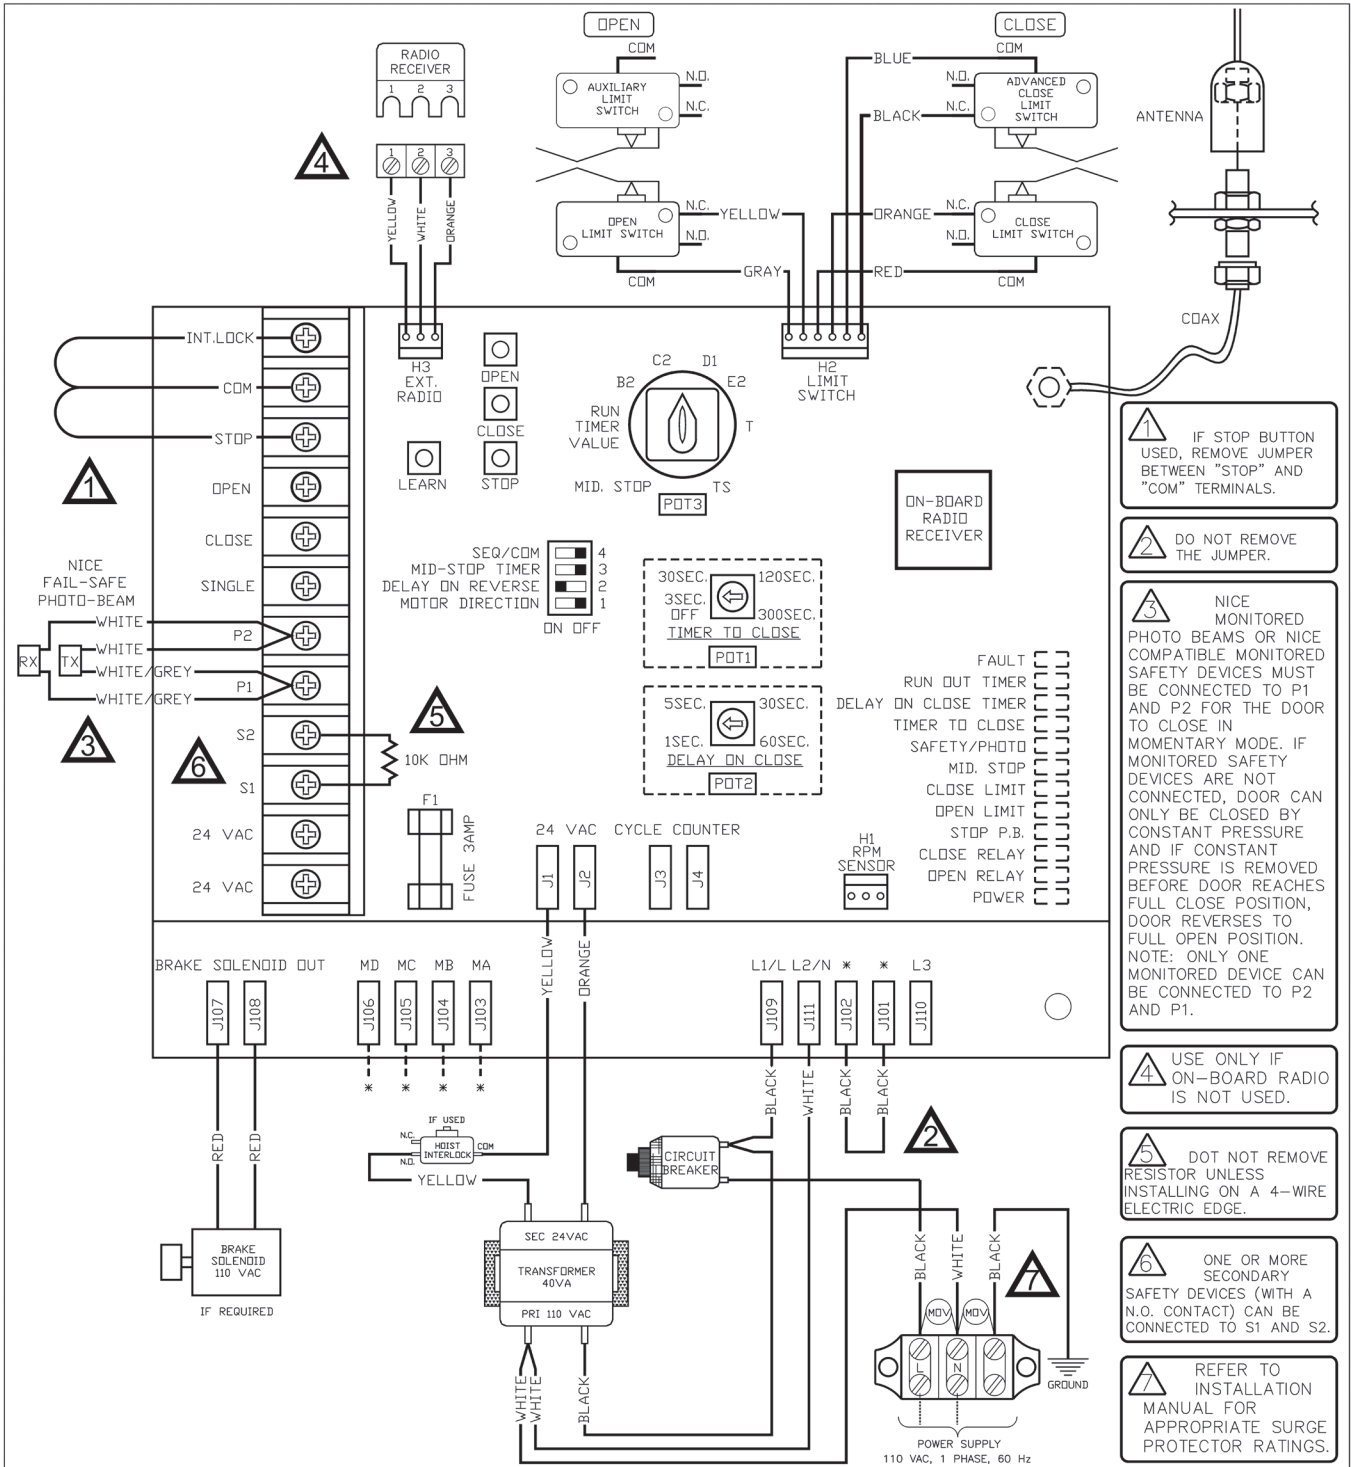 OPEN
CLOSE
RADIO
RECEIVER
1 2 3
1 2 3
4
YELLOW
WHITE
ORANGE
COM
AUXILIARY
LIMIT
SWITCH
N.O.
N.C.
OPEN
LIMIT SWITCH
N.C.
N.O.
COM
YELLOW
GRAY
COM
BLUE
N.O.
N.C.
BLACK
ADVANCED
CLOSE
LIMIT
SWITCH
ORANGE
N.C.
N.O.
CLOSE
LIMIT SWITCH
RED
COM
ANTENNA
COAX
INT.LOCK
COM
STOP
OPEN
CLOSE
SINGLE
P2
P1
S2
S1
24 VAC
24 VAC
1
NICE
FAIL-SAFE
PHOTO-BEAM
WHITE
WHITE
WHITE/GREY
WHITE/GREY
RX
TX
3
6
5
10K OHM
H3
EXT.
RADIO
OPEN
CLOSE
STOP
LEARN
H2
LIMIT
SWITCH
B2
C2
D1
E2
T
TS
RUN
TIMER
VALUE
MID. STOP
POT3
ON-BOARD
RADIO
RECEIVER
SEQ/COM 4
MID-STOP TIMER 3
DELAY ON REVERSE 2
MOTOR DIRECTION 1
ON OFF
30SEC. 120SEC.
3SEC.
OFF 300SEC.
TIMER TO CLOSE
POT1
5SEC. 30SEC.
1SEC. 60SEC.
DELAY ON CLOSE
POT2
FAULT
RUN OUT TIMER
DELAY ON CLOSE TIMER
TIMER TO CLOSE
SAFETY/PHOTO
MID. STOP
CLOSE LIMIT
OPEN LIMIT
STOP P.B.
CLOSE RELAY
OPEN RELAY
POWER
F1
FUSE 3AMP
24 VAC
CYCLE COUNTER
J1
J2
J3
J4
H1
RPM
SENSOR
BRAKE SOLENOID OUT
J107
J108
MD MC MB MA
J106
J105
J104
J103
* * * *
YELLOW
ORANGE
L1/L L2/N * * L3
J109
J111
J102
J101
J110
BLACK
WHITE
BLACK
BLACK
2
RED
RED
BRAKE
SOLENOID
110 VAC
IF REQUIRED
IF USED
N.C.
N.O.
HOIST
INTERLOCK
COM
YELLOW
SEC 24VAC
TRANSFORMER
40VA
PRI 110 VAC
WHITE
WHITE
BLACK
CIRCUIT
BREAKER
BLACK
WHITE
BLACK
7
MOV
MOV
L
N
GROUND
POWER SUPPLY
110 VAC, 1 PHASE, 60 Hz
1 IF STOP BUTTON
USED, REMOVE JUMPER
BETWEEN "STOP" AND
"COM" TERMINALS.
2 DO NOT REMOVE
THE JUMPER.
3 NICE
MONITORED
PHOTO BEAMS OR NICE
COMPATIBLE MONITORED
SAFETY DEVICES MUST
BE CONNECTED TO P1
AND P2 FOR THE DOOR
TO CLOSE IN
MOMENTARY MODE. IF
MONITORED SAFETY
DEVICES ARE NOT
CONNECTED, DOOR CAN
ONLY BE CLOSED BY
CONSTANT PRESSURE
AND IF CONSTANT
PRESSURE IS REMOVED
BEFORE DOOR REACHES
FULL CLOSE POSITION,
DOOR REVERSES TO
FULL OPEN POSITION.
NOTE: ONLY ONE
MONITORED DEVICE CAN
BE CONNECTED TO P2
AND P1.
4 USE ONLY IF
ON-BOARD RADIO
IS NOT USED.
5 DOT NOT REMOVE
RESISTOR UNLESS
INSTALLING ON A 4-WIRE
ELECTRIC EDGE.
6 ONE OR MORE
SECONDARY
SAFETY DEVICES (WITH A
N.O. CONTACT) CAN BE
CONNECTED TO S1 AND S2.
7 REFER TO
INSTALLATION
MANUAL FOR
APPROPRIATE SURGE
PROTECTOR RATINGS.